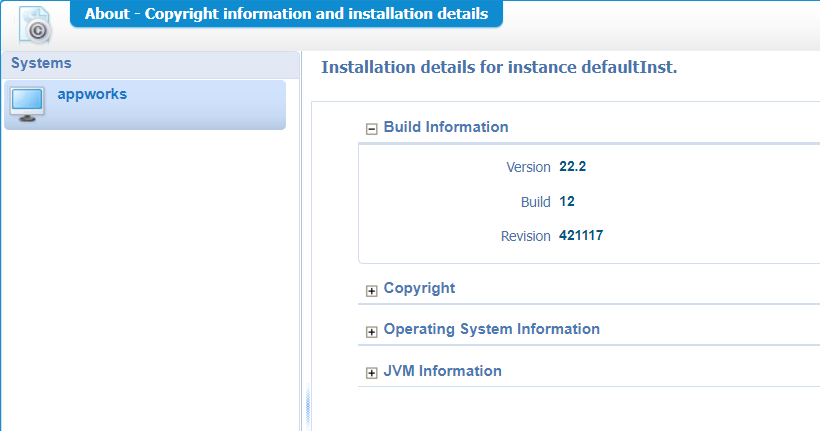 About - Copyright information and installation details
Systems
appworks
Installation details for instance defaultInst.
Build Information
Version 22.2
Build 12
Revision 421117
Copyright
Operating System Information
JVM Information